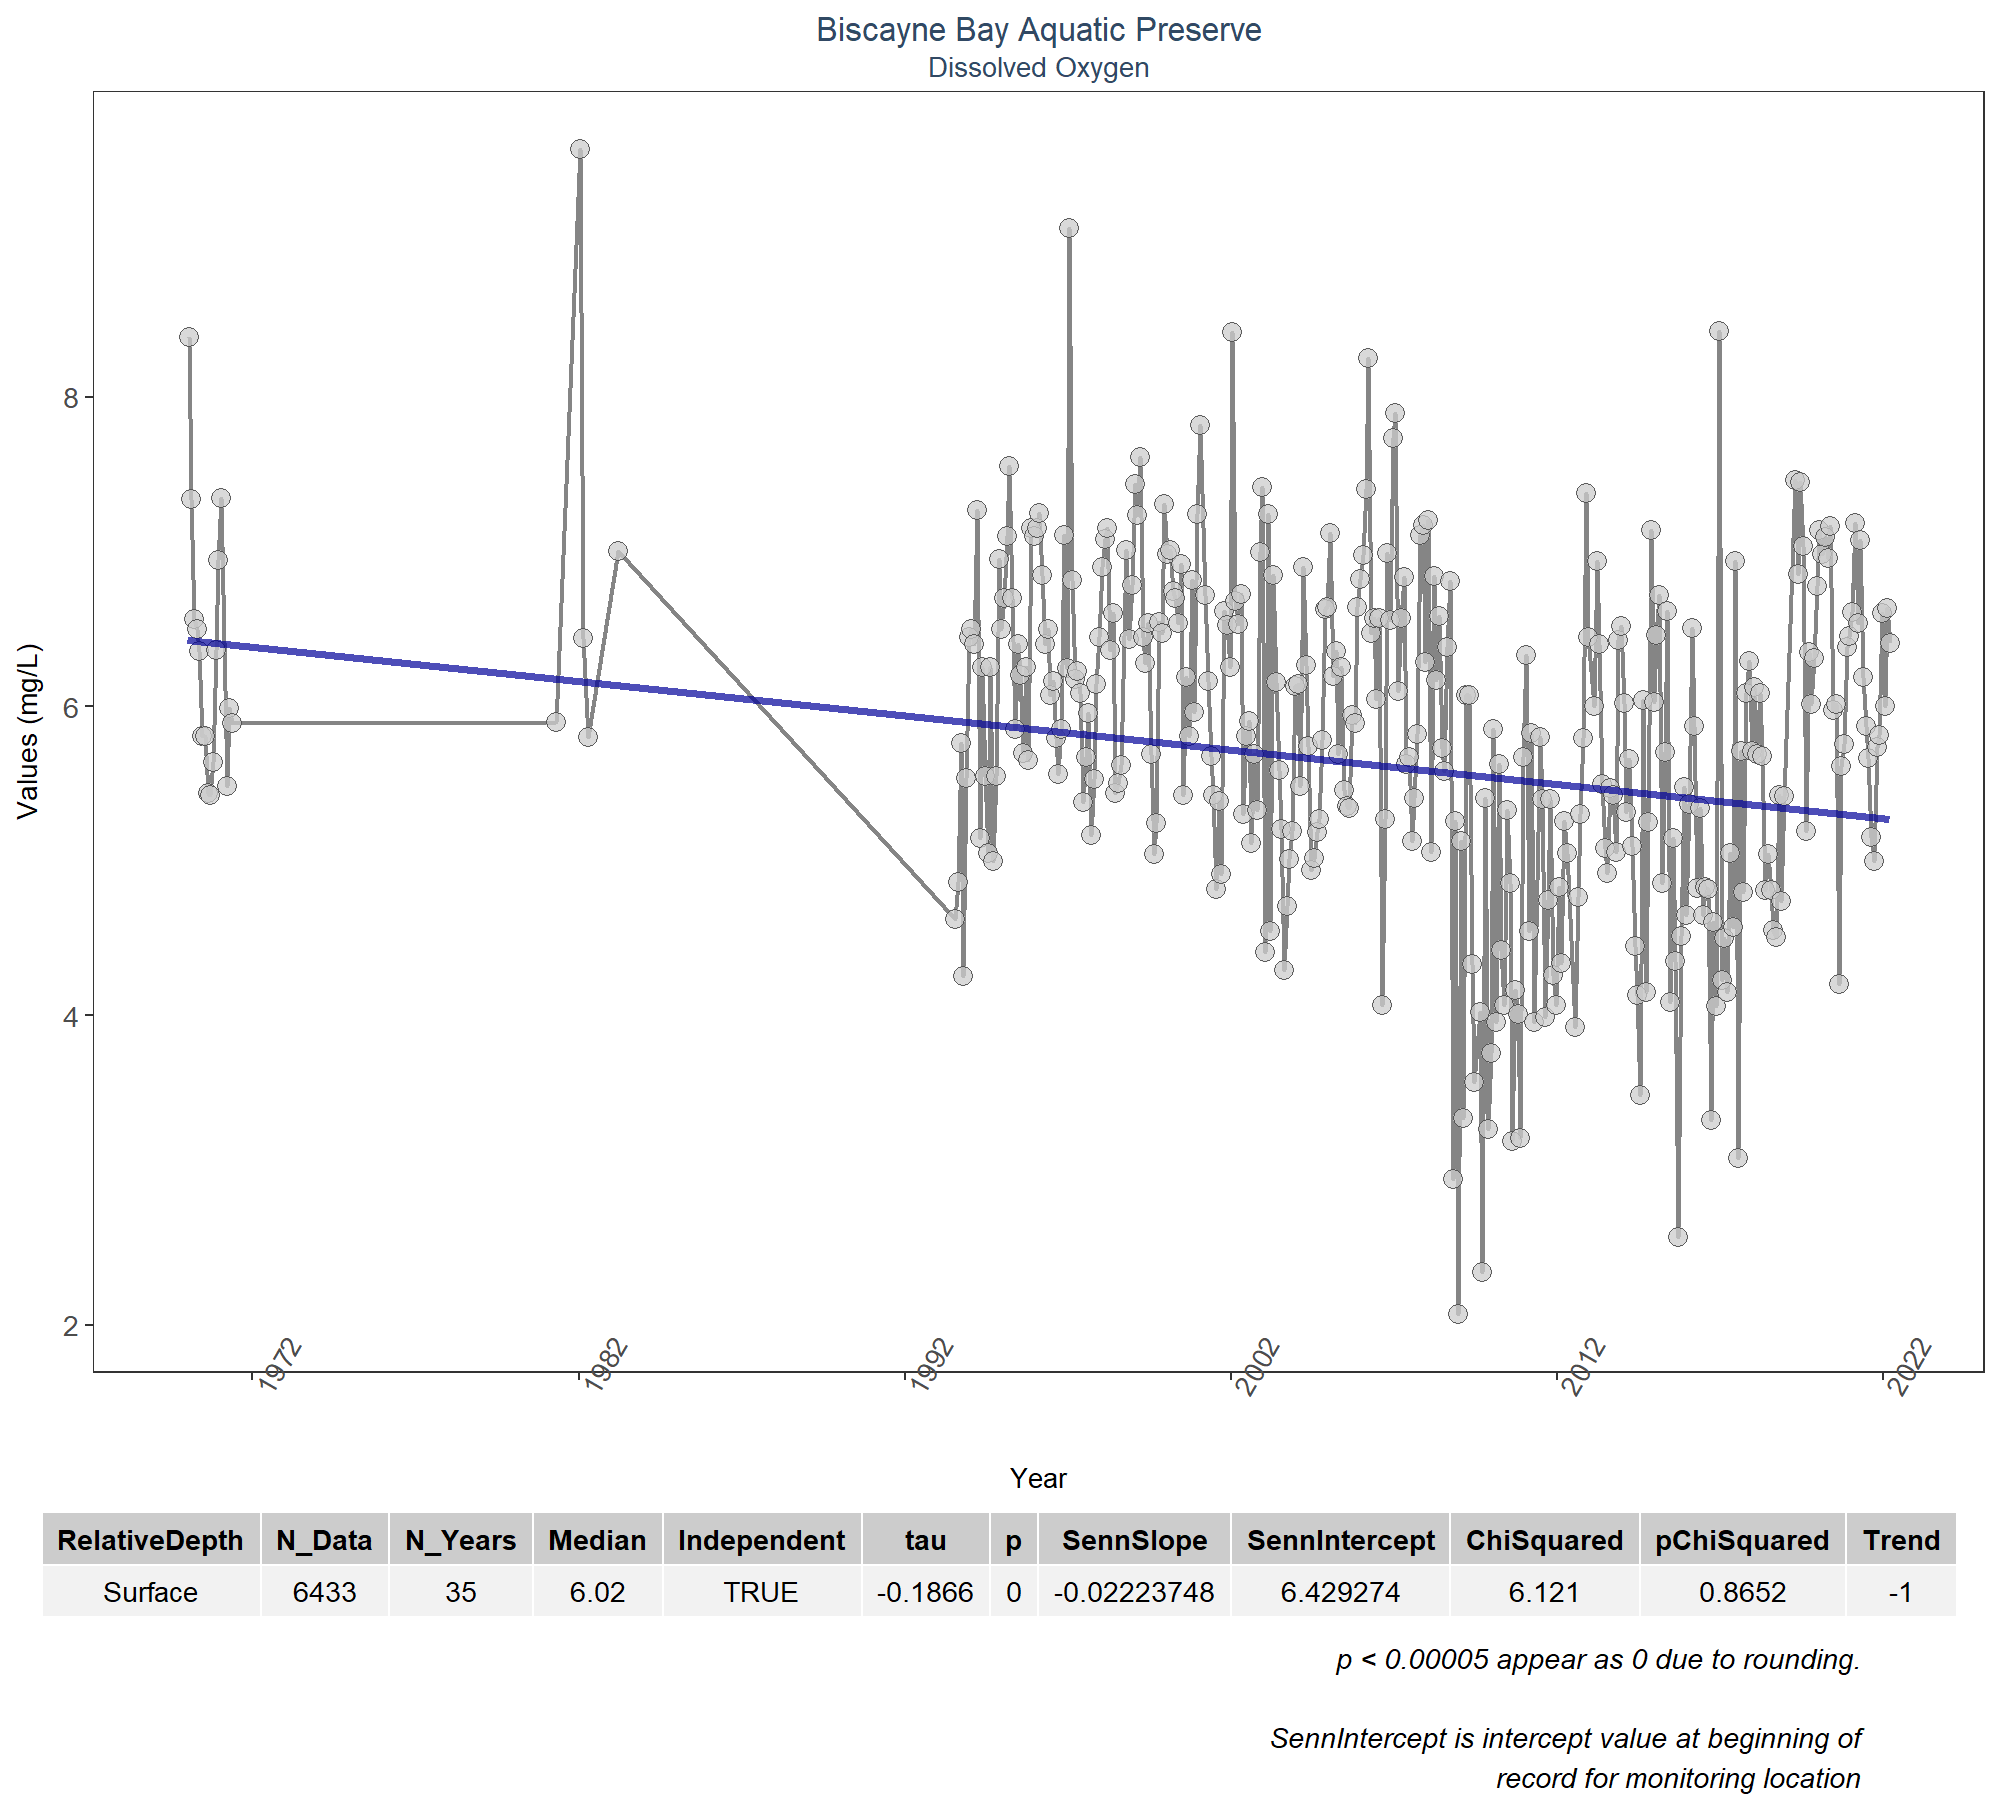 Biscayne Bay Aquatic Preserve
Dissolved Oxygen
Values (mg/L)
8
6
4
2
1972
1982
1992
2002
2012
2022
Year
RelativeDepth N_Data N_Years Median Independent tau p SennSlope SennIntercept ChiSquared pChiSquared Trend
Surface 6433 35 6.02 TRUE -0.1866 0 -0.02223748 6.429274 6.121 0.8652 -1
p < 0.00005 appear as 0 due to rounding.
SennIntercept is intercept value at beginning of
record for monitoring location